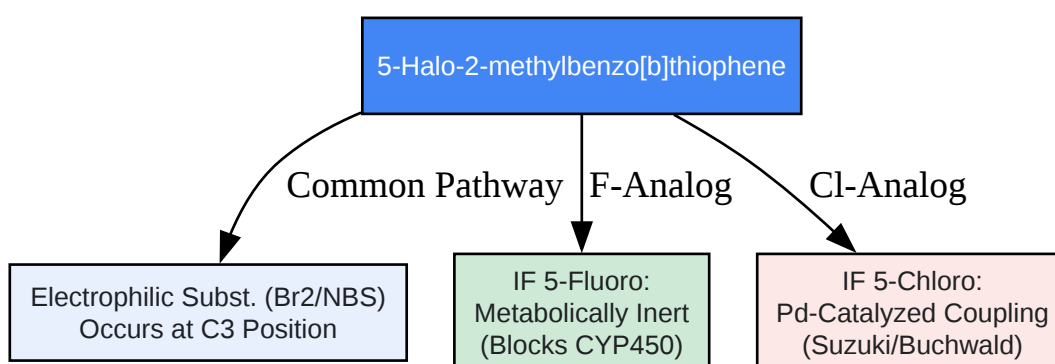 5-Halo-2-methylbenzo[b]thiophene
Common Pathway
F-Analog
Cl-Analog
Electrophilic Subst. (Br2/NBS)
Occurs at C3 Position
IF 5-Fluoro:
Metabolically Inert
(Blocks CYP450)
IF 5-Chloro:
Pd-Catalyzed Coupling
(Suzuki/Buchwald)